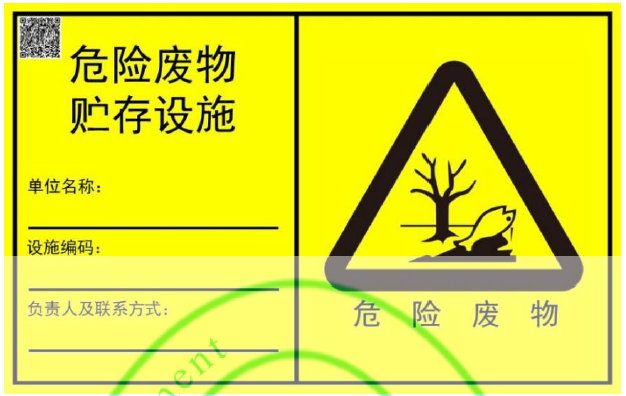 危险废物
贮存设施
单位名称：
设施编码：
负责人及联系方式：
危险废物